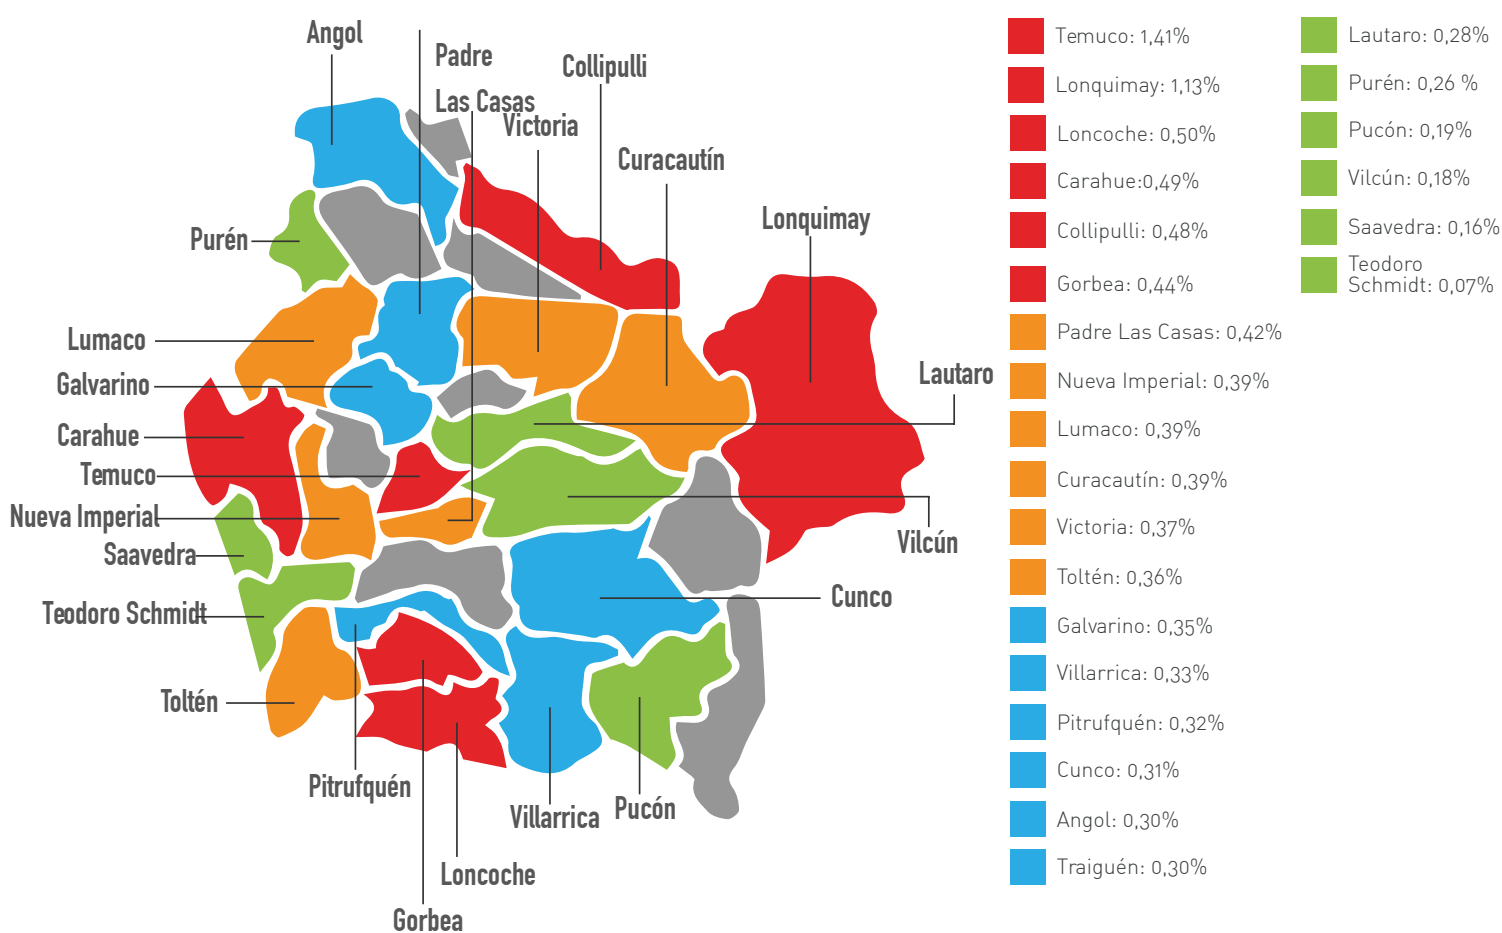 Angol
Padre
Las Casas
Victoria
Collipulli
Curacautín
Lonquimay
Purén
Lumaco
Galvarino
Lautaro
Carahue
Temuco
Nueva Imperial
Saavedra
Vilcún
Cunco
Teodoro Schmidt
Toltén
Pitrufquén
Villarrica
Pucón
Loncoche
Gorbea
Temuco: 1,41%
Lonquimay: 1,13%
Loncoche: 0,50%
Carahue:0,49%
Collipulli: 0,48%
Gorbea: 0,44%
Padre Las Casas: 0,42%
Nueva Imperial: 0,39%
Lumaco: 0,39%
Curacautín: 0,39%
Victoria: 0,37%
Toltén: 0,36%
Galvarino: 0,35%
Villarrica: 0,33%
Pitrufquén: 0,32%
Cunco: 0,31%
Angol: 0,30%
Traiguén: 0,30%
Lautaro: 0,28%
Purén: 0,26 %
Pucón: 0,19%
Vilcún: 0,18%
Saavedra: 0,16%
Teodoro
Schmidt: 0,07%